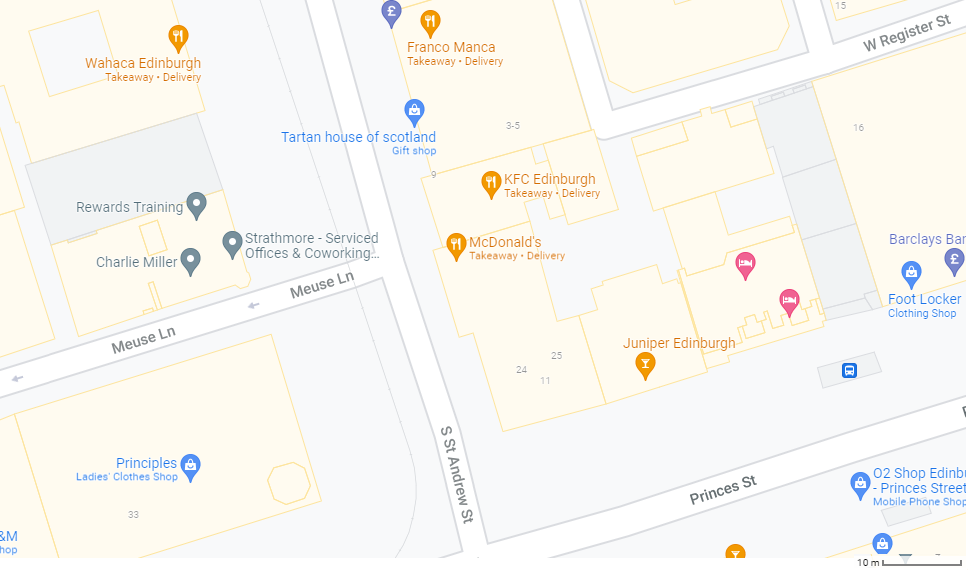 15
W Register St
£
Franco Manca
Takeaway • Delivery
Wahaca Edinburgh
Takeaway • Delivery
Tartan house of scotland
Gift shop
3-5
16
9
KFC Edinburgh
Takeaway • Delivery
Rewards Training
Strathmore - Serviced
Offices & Coworking...
Charlie Miller
McDonald's
Takeaway • Delivery
Barclays Ban
£
Foot Locker
Clothing Shop
Meuse Ln
Meuse Ln
Juniper Edinburgh
25
24
11
S St Andrew St
Princes St
Principles
Ladies' Clothes Shop
33
O2 Shop Edinbu
- Princes Street
Mobile Phone Shop
&M
hop
10 m